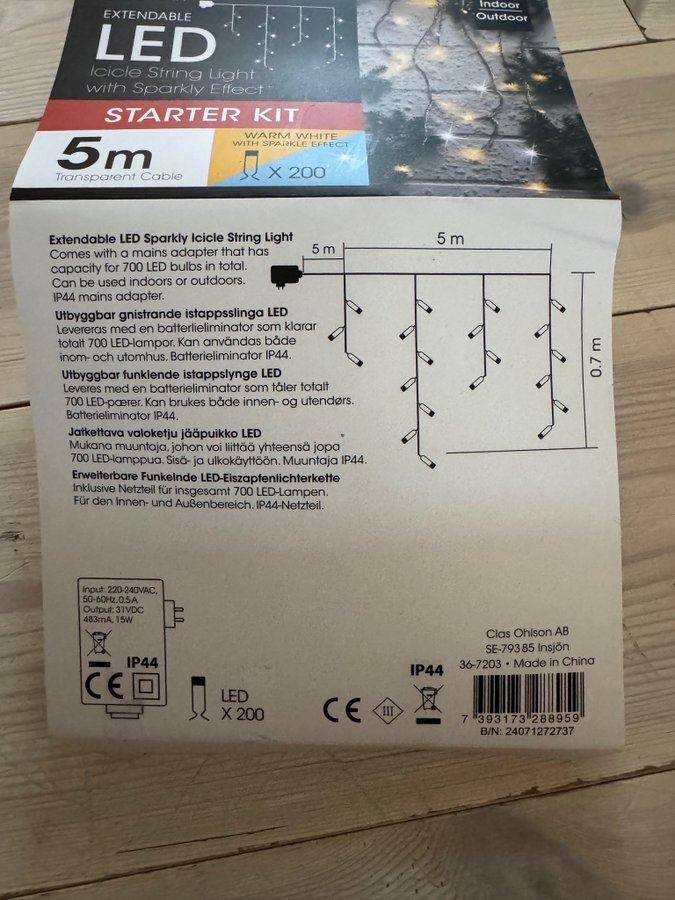 EXTENDABLE
LED
Icicle String Light
with Sparkly Effect
STARTER KIT
5m
Transparent Cable
WARM WHITE
WITH SPARKLE EFFECT
X 200
Indoor
Outdoor
Extendable LED Sparkly Icicle String Light
Comes with a mains adapter that has
capacity for 700 LED bulbs in total.
Can be used indoors or outdoors.
IP44 mains adapter.
Utbyggbar gnistrande istappsslinga LED
Levereras med en batterlieliminator som klarar
totalt 700 LED-lampor. Kan användas både
inom- och utomhus. Batterieliminator IP44.
Utbyggbar funklende istappslynge LED
Leveres med en batterieliminator som tåler totalt
700 LED-pærer. Kan brukes både innen- og utendørs.
Batterieliminator IP44.
Jatkettava valoketju jääpuikko LED
Mukana muuntaja, johon voi liittää yhteensä jopa
700 LED-lamppua. Sisä- ja ulkokäyttöön. Muuntaja IP44.
Erweiterbare Funkelnde LED-Eiszapfenlichterkette
Inklusive Netzteil für insgesamt 700 LED-Lampen.
Für den Innen- und Außenbereich. IP44-Netzteil.
5 m
5 m
0.7 m
Input: 220-240VAC,
50-60Hz, 0.5 A
Output: 31VDC
483mA, 15W
IP44
CE
LED
X 200
CE
III
IP44
Clas Ohlson AB
SE-793 85 Insjön
36-7203 • Made in China
7 393173 288959
B/N: 24071272737